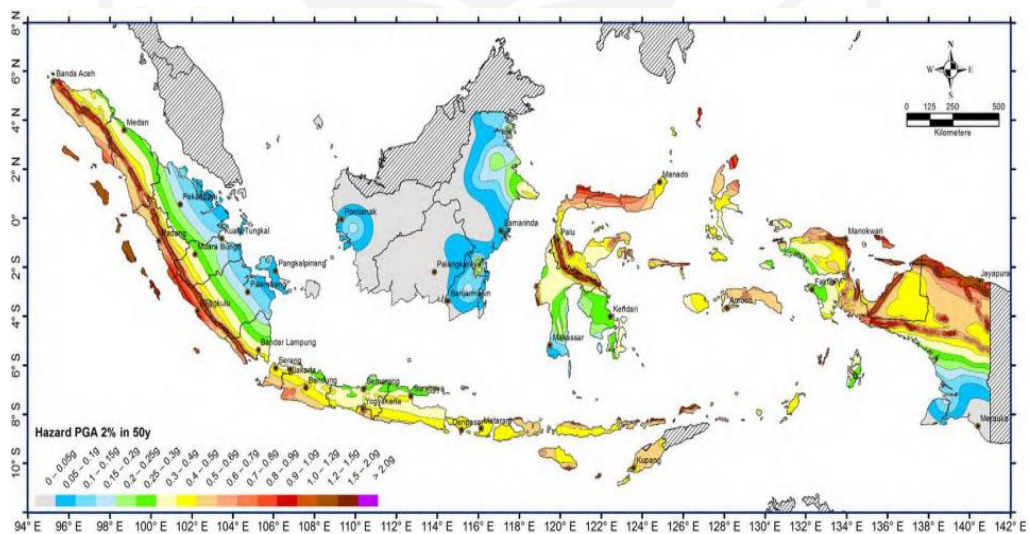 8° N
6° N
4° N
2° N
0°
2° S
4° S
6° S
8° S
10° S
N
W E
S
0 125 250 500
Kilometers
Banda Aceh
Medan
Pekanbaru
Kuala Tungkal
Padang
Muara Bungo
Pangkalpinang
Palembang
Bengkulu
Bandar Lampung
Serang
Jakarta
Bandung
Semarang
Surabaya
Yogyakarta
Denpasar
Mataram
Pontianak
Samarinda
Manado
Palu
Makassar
Ambon
Manokwari
Jayapura
Merauke
Kupang
Hazard PGA 2% in 50y
0 – 0.05g
0.05 – 0.1g
0.1 – 0.15g
0.15 – 0.2g
0.2 – 0.25g
0.25 – 0.3g
0.3 – 0.4g
0.4 – 0.5g
0.5 – 0.6g
0.6 – 0.7g
0.7 – 0.8g
0.8 – 0.9g
0.9 – 1.0g
1.0 – 1.2g
1.2 – 1.5g
1.5 – 2.0g
> 2.0g
94° E 96° E 98° E 100° E 102° E 104° E 106° E 108° E 110° E 112° E 114° E 116° E 118° E 120° E 122° E 124° E 126° E 128° E 130° E 132° E 134° E 136° E 138° E 140° E 142° E